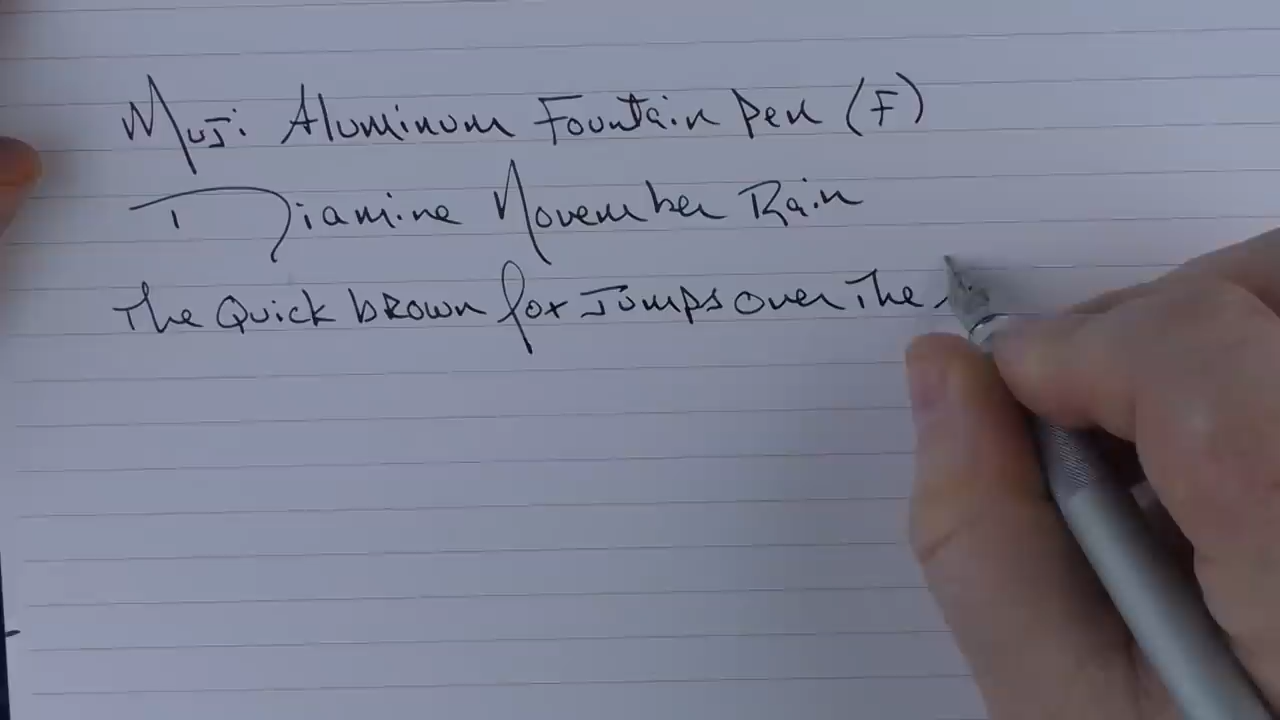 Muji Aluminum Fountain Pen (F)
Diamine November Rain
The Quick brown fox Jumps over The